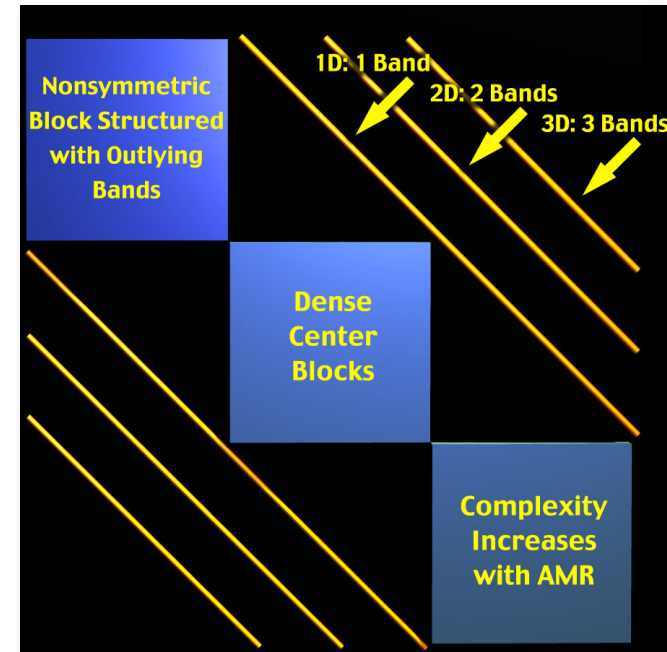 Nonsymmetric
Block Structured
with Outlying
Bands
1D: 1 Band
2D: 2 Bands
3D: 3 Bands
Dense
Center
Blocks
Complexity
Increases
with AMR